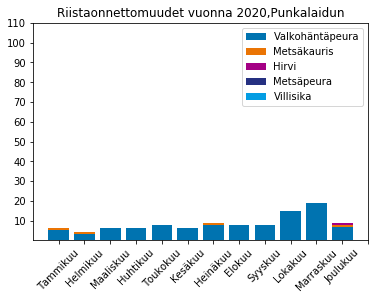 Riistaonnettomuudet vuonna 2020,Punkalaidun
110
100
90
80
70
60
50
40
30
20
10
Valkohäntäpeura
Metsäkauris
Hirvi
Metsäpeura
Villisika
Tammikuu
Helmikuu
Maaliskuu
Huhtikuu
Toukokuu
Kesäkuu
Heinäkuu
Elokuu
Syyskuu
Lokakuu
Marraskuu
Joulukuu